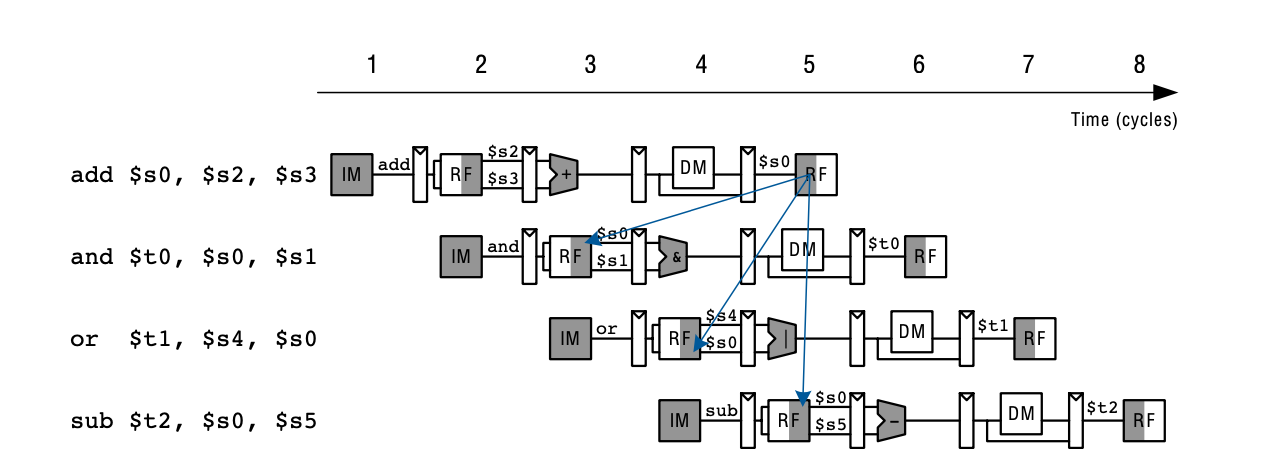 1 2 3 4 5 6 7 8
Time (cycles)
add $s0, $s2, $s3 IM add RF $s2 $s3 + DM $s0 RF
and $t0, $s0, $s1 IM and RF $s0 $s1 & DM $t0 RF
or $t1, $s4, $s0 IM or RF $s4 $s0 | DM $t1 RF
sub $t2, $s0, $s5 IM sub RF $s0 $s5 - DM $t2 RF